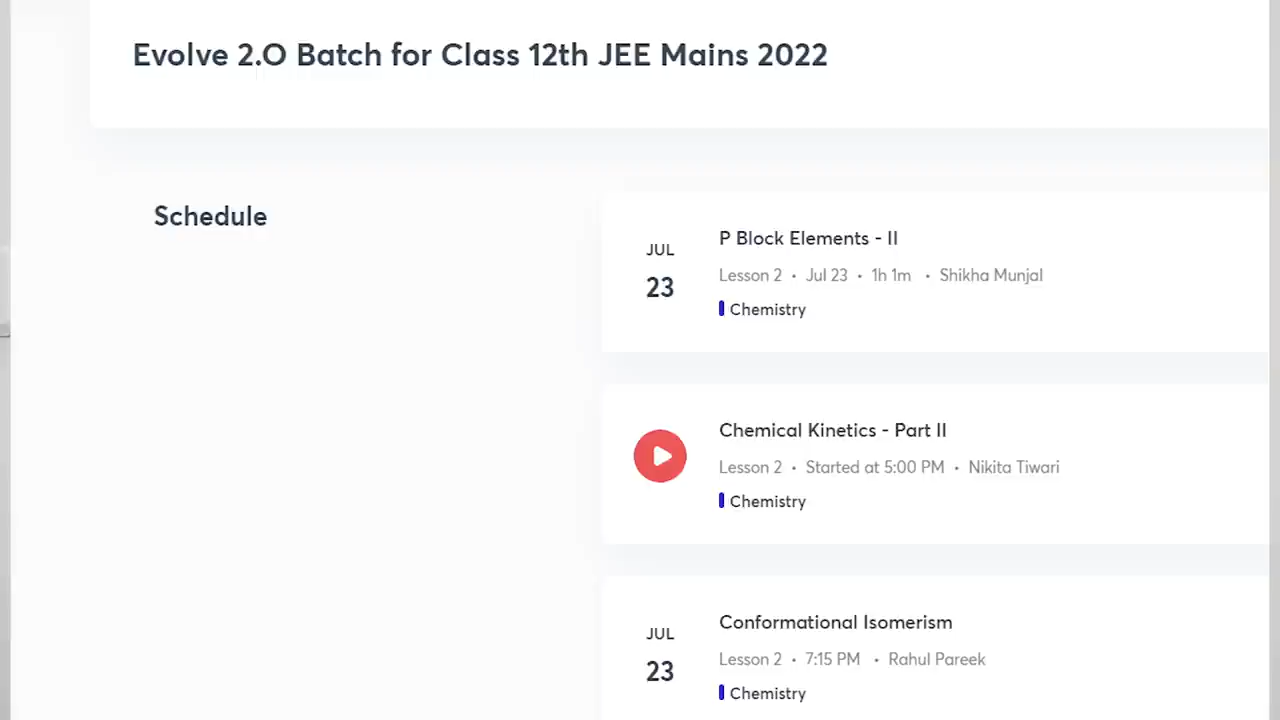 Evolve 2.O Batch for Class 12th JEE Mains 2022
Schedule
JUL
23
P Block Elements - II
Lesson 2 • Jul 23 • 1h 1m • Shikha Munjal
Chemistry
Chemical Kinetics - Part II
Lesson 2 • Started at 5:00 PM • Nikita Tiwari
Chemistry
JUL
23
Conformational Isomerism
Lesson 2 • 7:15 PM • Rahul Pareek
Chemistry